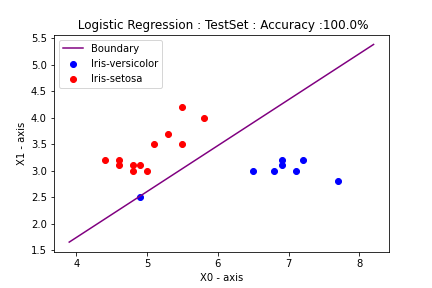 Logistic Regression : TestSet : Accuracy :100.0%
Boundary
Iris-versicolor
Iris-setosa
5.5
5.0
4.5
4.0
3.5
3.0
2.5
2.0
1.5
X1 - axis
4 5 6 7 8
X0 - axis